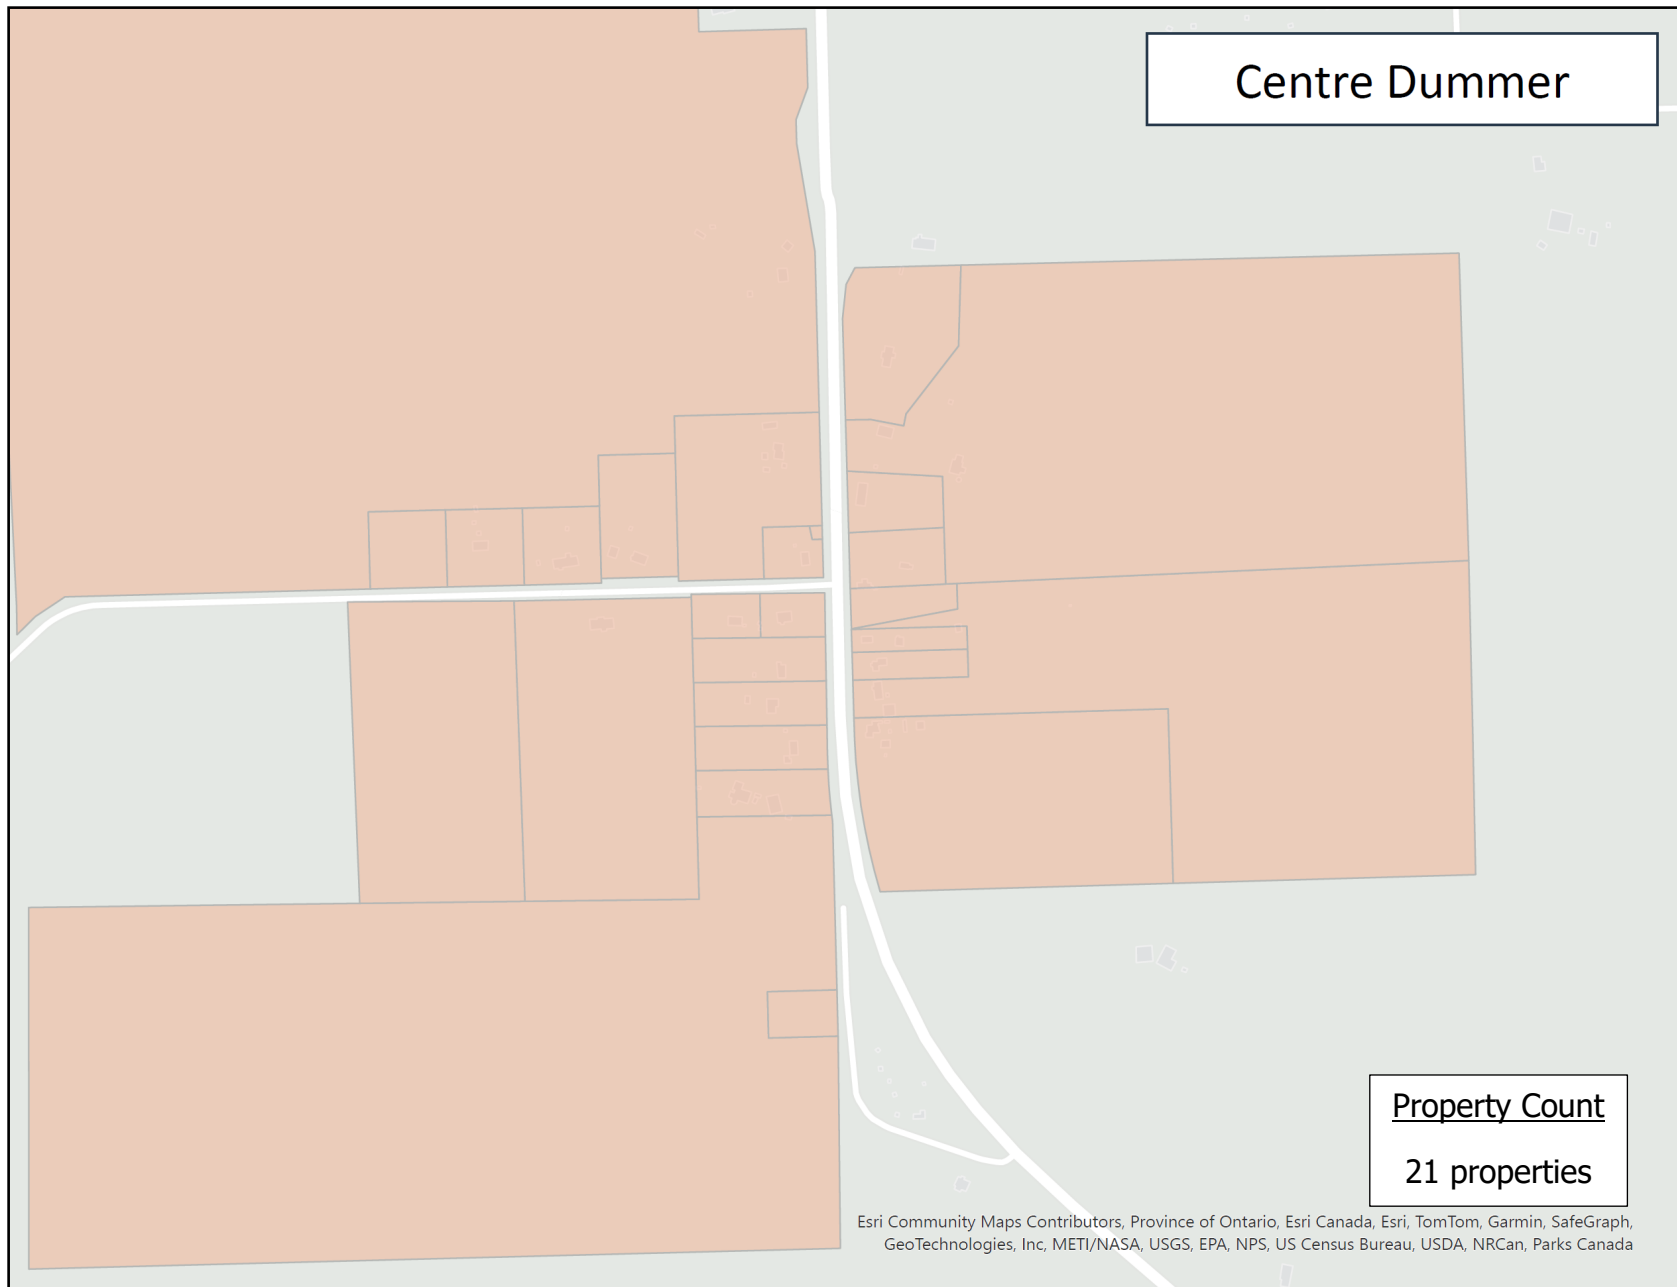 Centre Dummer
Property Count
21 properties
Esri Community Maps Contributors, Province of Ontario, Esri Canada, Esri, TomTom, Garmin, SafeGraph,
GeoTechnologies, Inc, METI/NASA, USGS, EPA, NPS, US Census Bureau, USDA, NRCan, Parks Canada